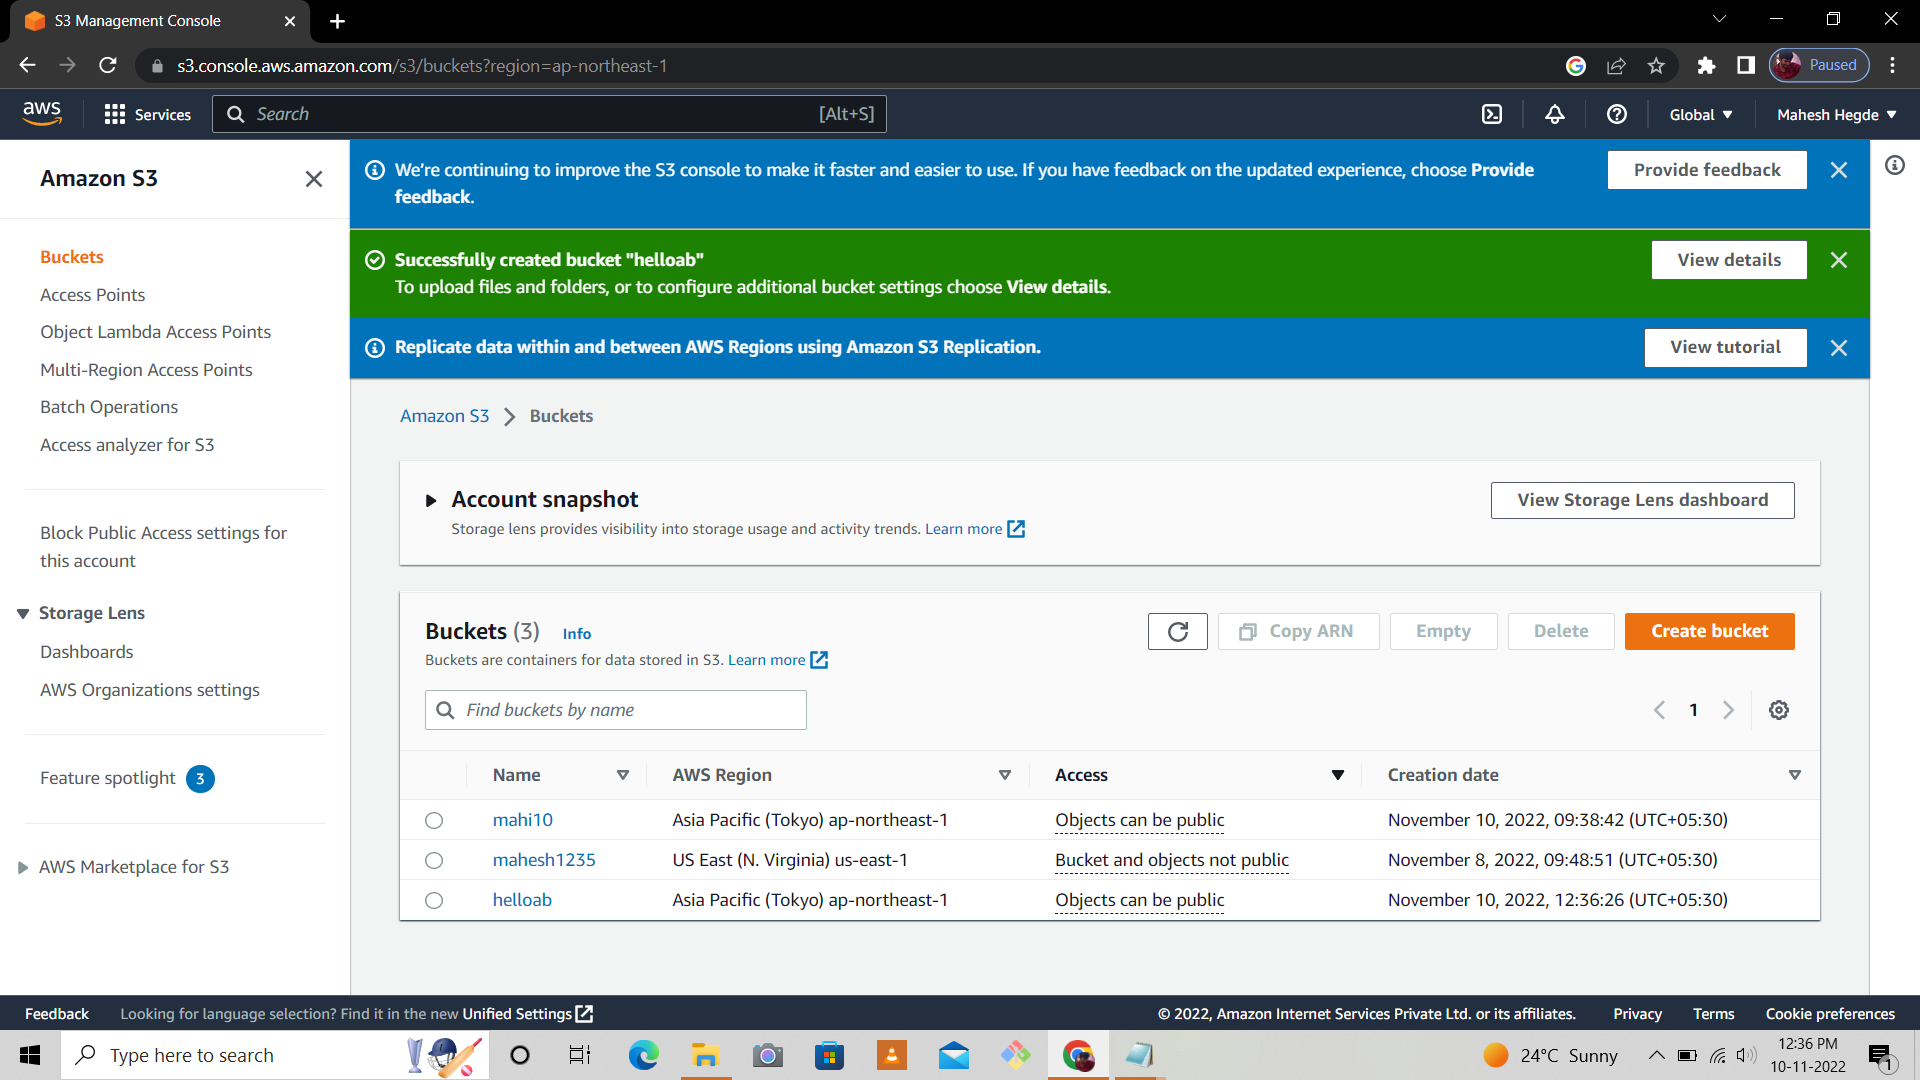 S3 Management Console
s3.console.aws.amazon.com/s3/buckets?region=ap-northeast-1
Paused
aws
Services
Search
[Alt+S]
Global
Mahesh Hegde
Amazon S3
Buckets
Access Points
Object Lambda Access Points
Multi-Region Access Points
Batch Operations
Access analyzer for S3
Block Public Access settings for
this account
Storage Lens
Dashboards
AWS Organizations settings
Feature spotlight 3
AWS Marketplace for S3
We're continuing to improve the S3 console to make it faster and easier to use. If you have feedback on the updated experience, choose Provide
feedback.
Provide feedback
Successfully created bucket "helloab"
To upload files and folders, or to configure additional bucket settings choose View details.
View details
Replicate data within and between AWS Regions using Amazon S3 Replication.
View tutorial
Amazon S3 Buckets
Account snapshot
Storage lens provides visibility into storage usage and activity trends. Learn more
View Storage Lens dashboard
Buckets (3) Info
Buckets are containers for data stored in S3. Learn more
Copy ARN
Empty
Delete
Create bucket
Find buckets by name
1
Name AWS Region Access Creation date
mahi10 Asia Pacific (Tokyo) ap-northeast-1 Objects can be public November 10, 2022, 09:38:42 (UTC+05:30)
mahesh1235 US East (N. Virginia) us-east-1 Bucket and objects not public November 8, 2022, 09:48:51 (UTC+05:30)
helloab Asia Pacific (Tokyo) ap-northeast-1 Objects can be public November 10, 2022, 12:36:26 (UTC+05:30)
Feedback Looking for language selection? Find it in the new Unified Settings
© 2022, Amazon Internet Services Private Ltd. or its affiliates. Privacy Terms Cookie preferences
Type here to search
24°C Sunny
12:36 PM
10-11-2022
1